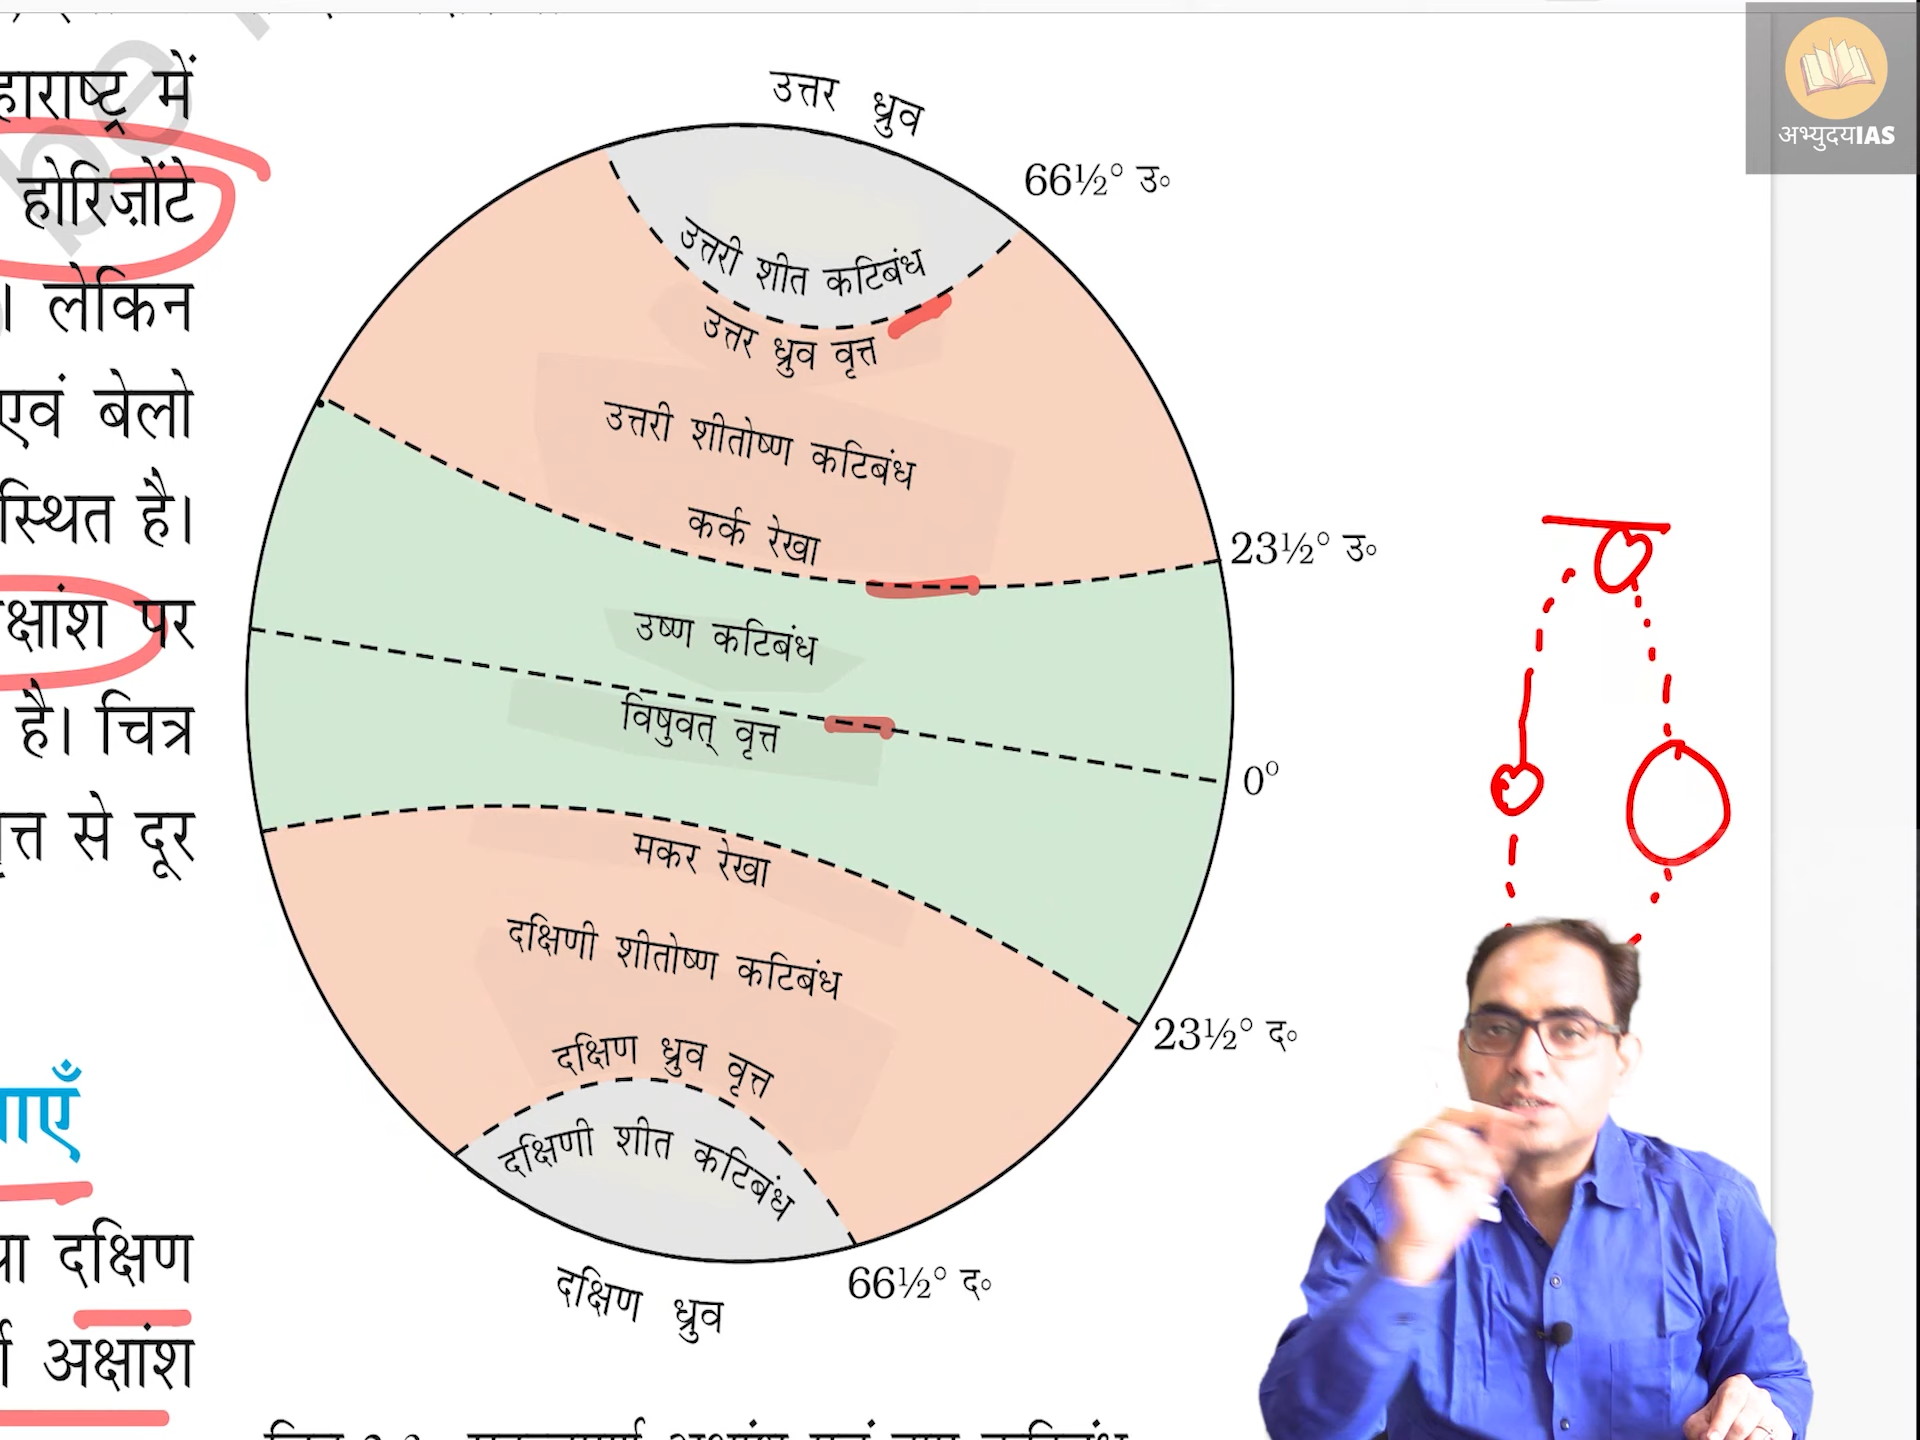 में
होरिज़ोंटे
। लेकिन
एवं बेलो
स्थित है।
क्षांश पर
है। चित्र
से दूर
दक्षिण
अक्षांश
उत्तर ध्रुव
66½° उ॰
उत्तरी शीत कटिबंध
उत्तर ध्रुव वृत्त
उत्तरी शीतोष्ण कटिबंध
कर्क रेखा
23½° उ॰
उष्ण कटिबंध
विषुवत् वृत्त
0°
मकर रेखा
दक्षिणी शीतोष्ण कटिबंध
23½° द॰
दक्षिण ध्रुव वृत्त
दक्षिणी शीत कटिबंध
66½° द॰
दक्षिण ध्रुव
अभ्युदयIAS